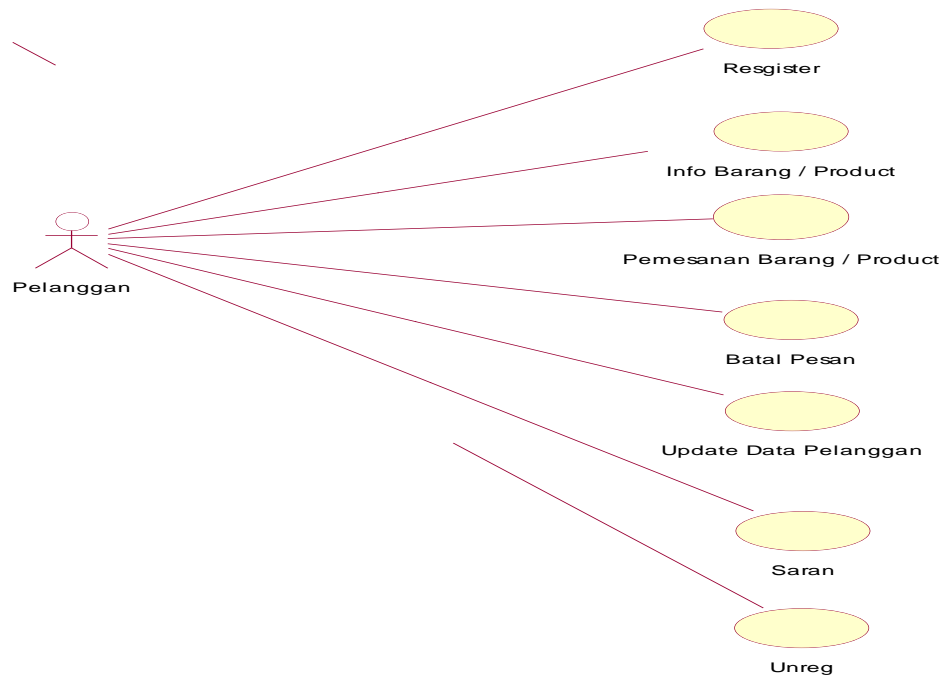 Resgister
Info Barang / Product
Pelanggan
Pemesanan Barang / Product
Batal Pesan
Update Data Pelanggan
Saran
Unreg